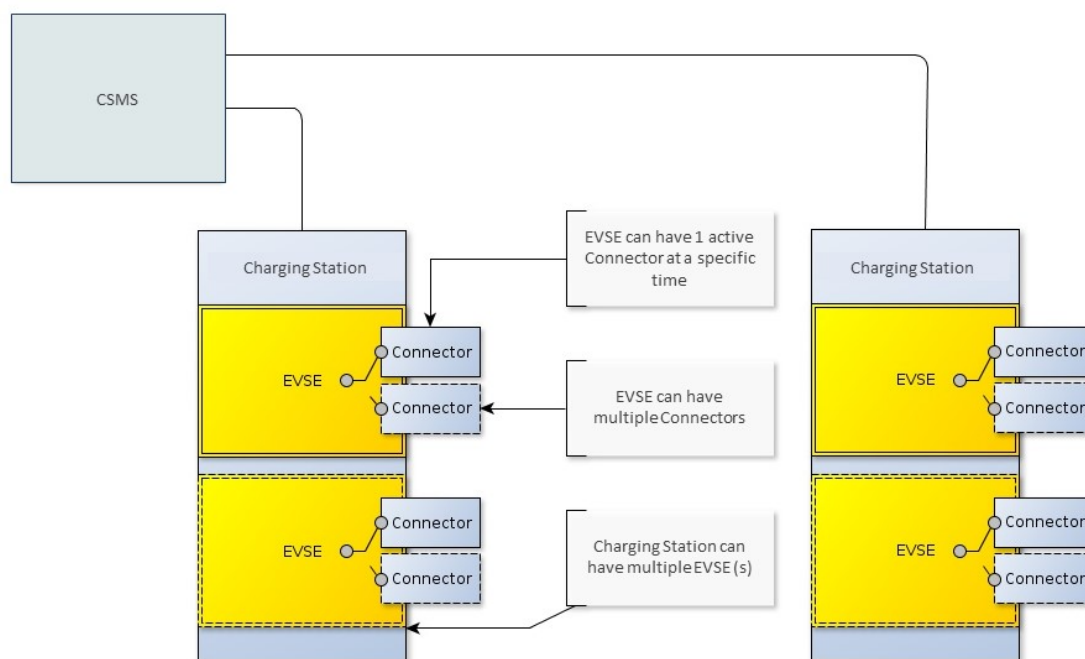 CSMS
Charging Station
EVSE
Connector
Connector
EVSE
Connector
Connector
EVSE can have 1 active
Connector at a specific
time
EVSE can have
multiple Connectors
Charging Station can
have multiple EVSE (s)
Charging Station
EVSE
Connector
Connector
EVSE
Connector
Connector